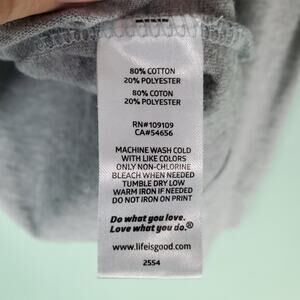 80% COTTON
20% POLYESTER
80% COTON
20% POLYESTER
RN#109109
CA#54656
MACHINE WASH COLD
WITH LIKE COLORS
ONLY NON-CHLORINE
BLEACH WHEN NEEDED
TUMBLE DRY LOW
WARM IRON IF NEEDED
DO NOT IRON ON PRINT
Do what you love.
Love what you do.®
www.lifeisgood.com
2554